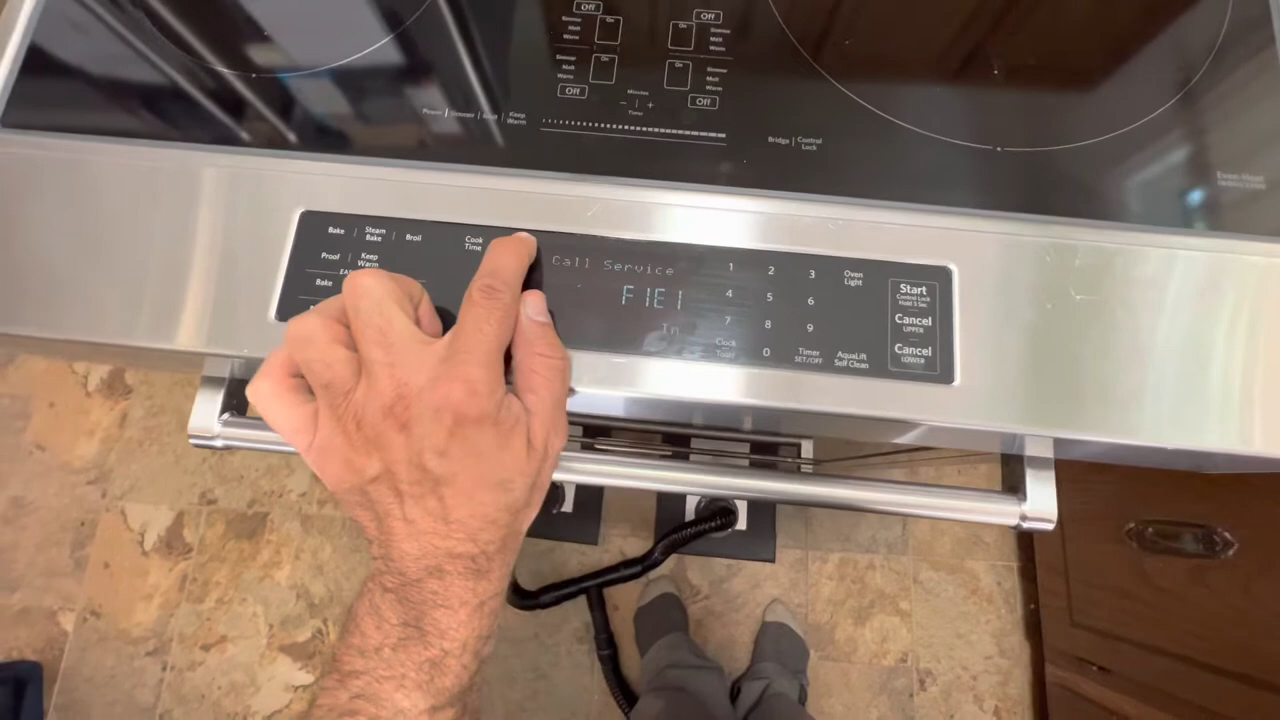 Off
Off
Simmer
Melt
Warm
On
On
Simmer
Melt
Warm
Simmer
Melt
Warm
On
On
Simmer
Melt
Warm
Off
Off
Minutes
− | +
Timer
Keep
Warm
Bridge | Control
Lock
Bake | Steam
Bake | Broil
Cook
Time
Proof | Keep
Warm
Bake
Call Service
F1E1
In
1 2 3
4 5 6
7 8 9
0
Clock
Tools
Timer
SET/OFF
Oven
Light
AquaLift
Self Clean
Start
Control Lock
Hold 3 Sec
Cancel
UPPER
Cancel
LOWER